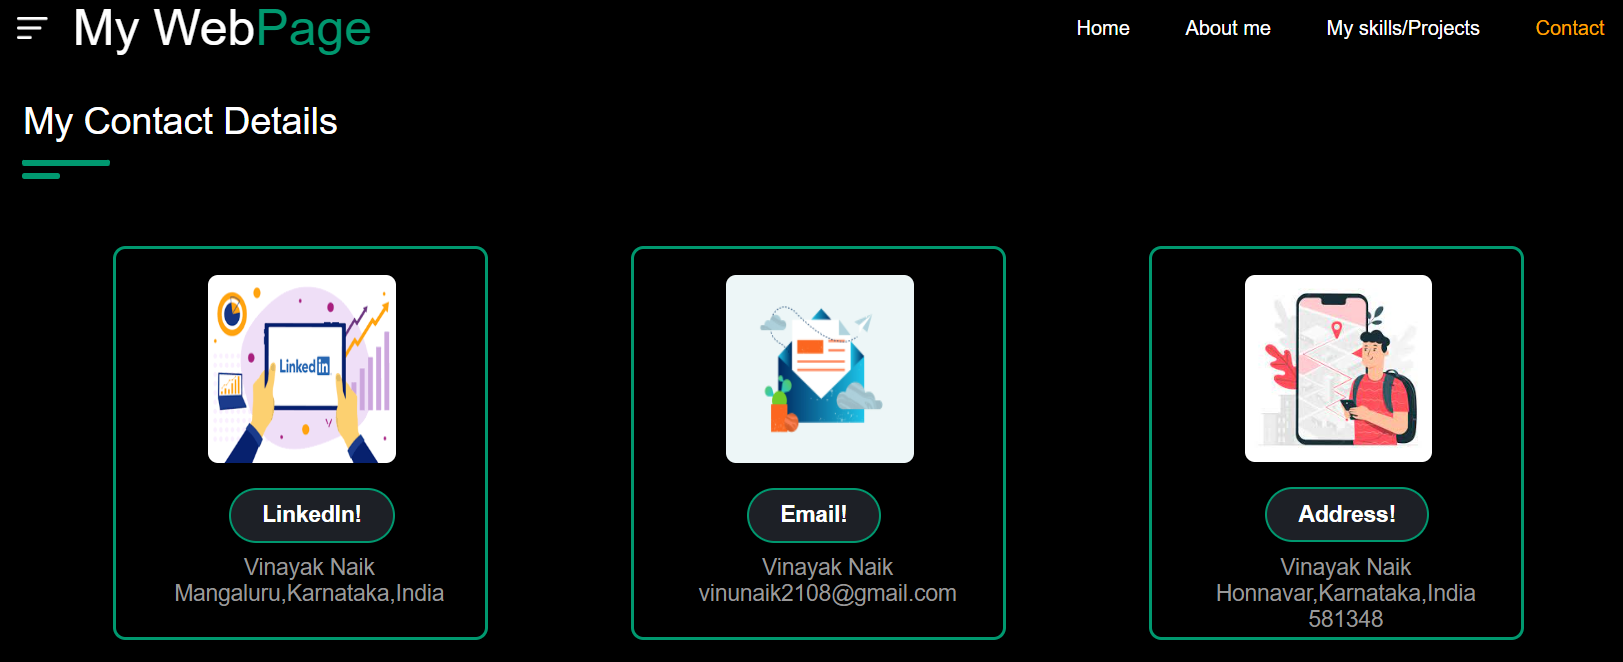 My WebPage
Home
About me
My skills/Projects
Contact
My Contact Details
Linked in
LinkedIn!
Vinayak Naik
Mangaluru,Karnataka,India
Email!
Vinayak Naik
vinunaik2108@gmail.com
Address!
Vinayak Naik
Honnavar,Karnataka,India
581348